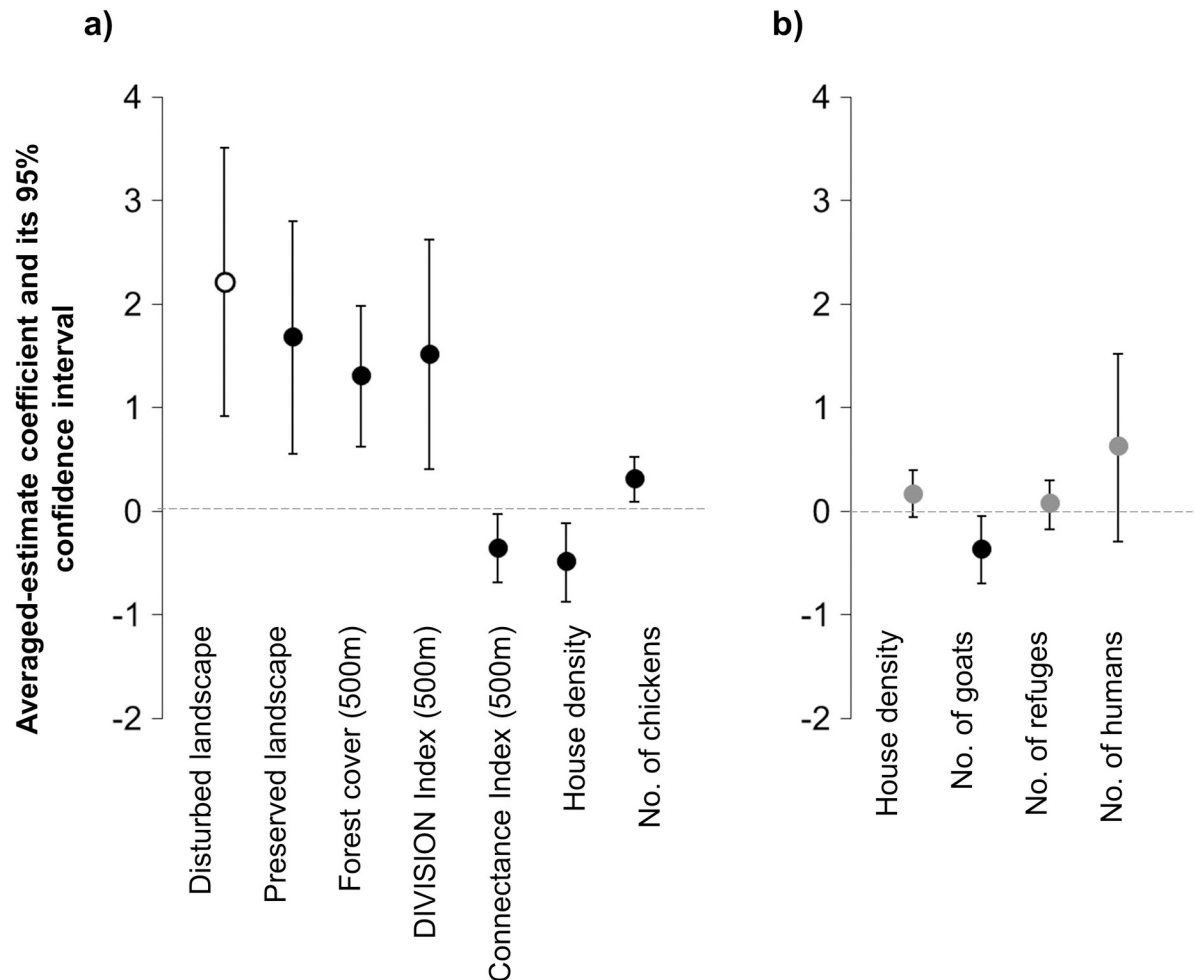 a)
b)
Averaged-estimate coefficient and its 95%
confidence interval
4
3
2
1
0
-1
-2
Disturbed landscape
Preserved landscape
Forest cover (500m)
DIVISION Index (500m)
Connectance Index (500m)
House density
No. of chickens
4
3
2
1
0
-1
-2
House density
No. of goats
No. of refuges
No. of humans